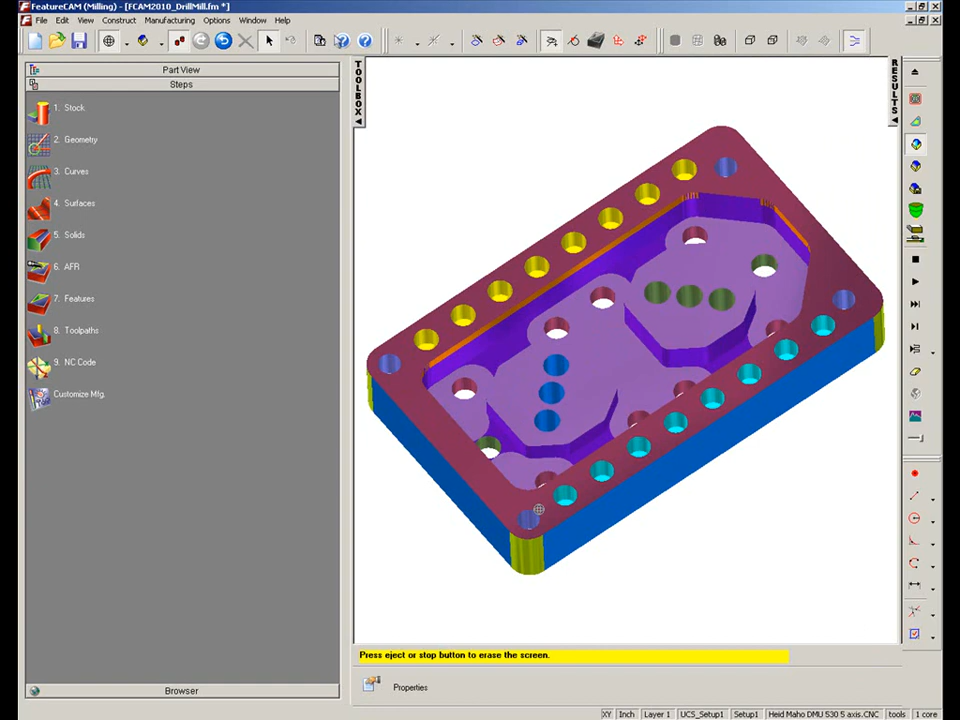 FeatureCAM (Milling) - [FCAM2010_DrillMill.fm *]
File Edit View Construct Manufacturing Options Window Help
Part View
Steps
1. Stock
2. Geometry
3. Curves
4. Surfaces
5. Solids
6. AFR
7. Features
8. Toolpaths
9. NC Code
Customize Mfg.
Browser
TOOLBOX
RESULTS
Press eject or stop button to erase the screen.
Properties
XY Inch Layer 1 UCS_Setup1 Setup1 Heid Maho DMU 530 5 axis.CNC tools 1 core